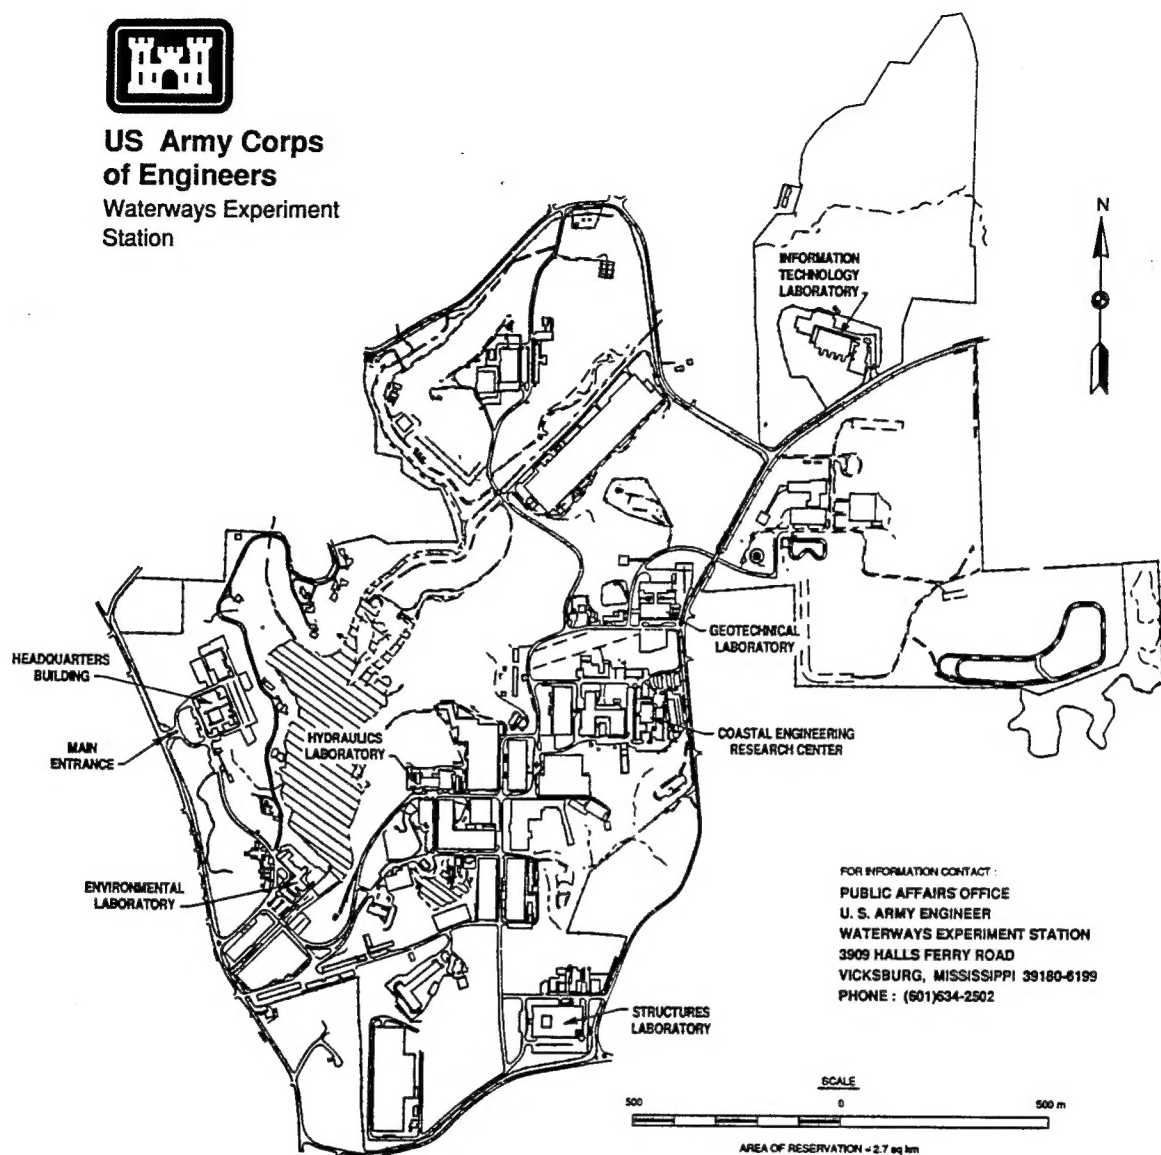 US Army Corps
of Engineers
Waterways Experiment
Station
N
INFORMATION
TECHNOLOGY
LABORATORY
GEOTECHNICAL
LABORATORY
HEADQUARTERS
BUILDING
HYDRAULICS
LABORATORY
COASTAL ENGINEERING
RESEARCH CENTER
MAIN
ENTRANCE
ENVIRONMENTAL
LABORATORY
FOR INFORMATION CONTACT :
PUBLIC AFFAIRS OFFICE
U. S. ARMY ENGINEER
WATERWAYS EXPERIMENT STATION
3909 HALLS FERRY ROAD
VICKSBURG, MISSISSIPPI 39180-6199
PHONE : (601)634-2502
STRUCTURES
LABORATORY
SCALE
500 0 500 m
AREA OF RESERVATION = 2.7 sq km